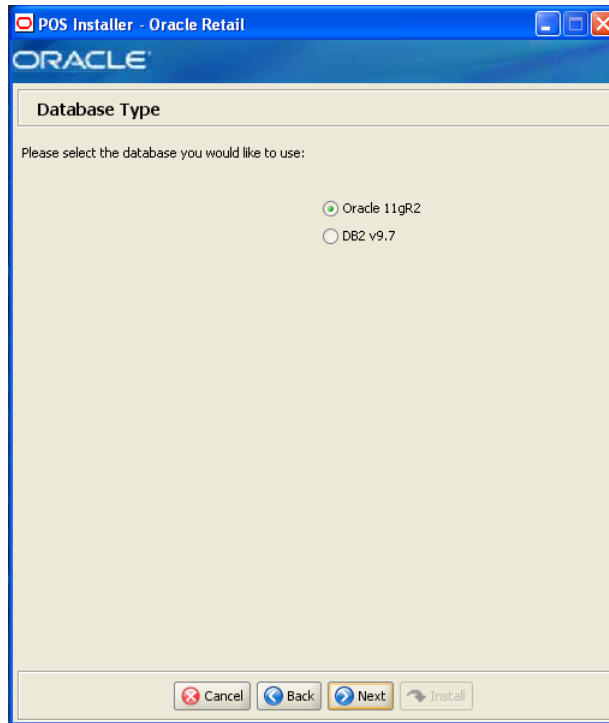 POS Installer - Oracle Retail
ORACLE
Database Type
Please select the database you would like to use:
Oracle 11gR2
DB2 v9.7
Cancel Back Next Install